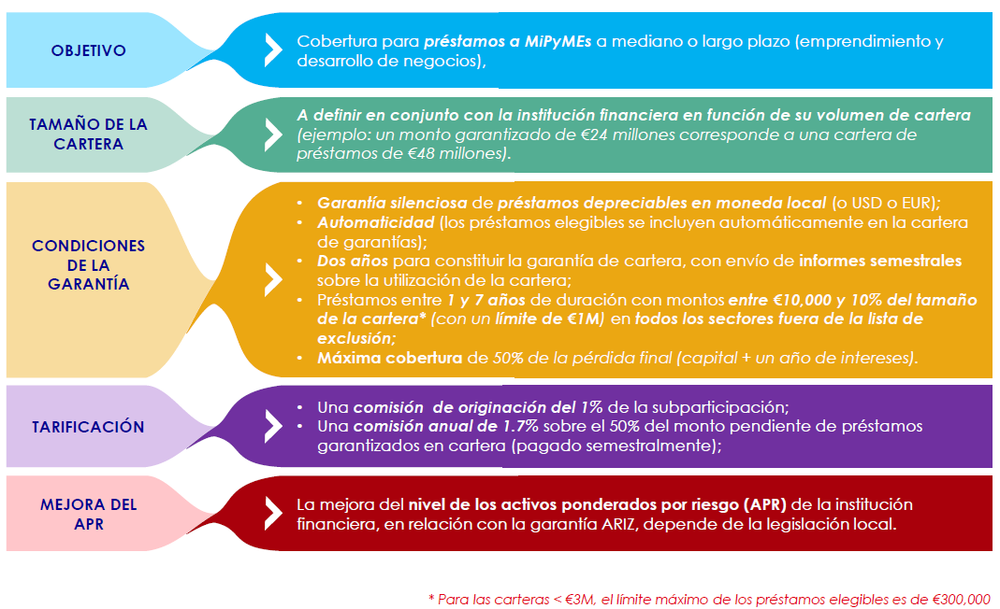 OBJETIVO
Cobertura para préstamos a MiPyMEs a mediano o largo plazo (emprendimiento y
desarrollo de negocios),
TAMAÑO DE LA
CARTERA
A definir en conjunto con la institución financiera en función de su volumen de cartera
(ejemplo: un monto garantizado de €24 millones corresponde a una cartera de
préstamos de €48 millones).
CONDICIONES
DE LA
GARANTÍA
• Garantía silenciosa de préstamos depreciables en moneda local (o USD o EUR);
• Automaticidad (los préstamos elegibles se incluyen automáticamente en la cartera
de garantías);
• Dos años para constituir la garantía de cartera, con envío de informes semestrales
sobre la utilización de la cartera;
• Préstamos entre 1 y 7 años de duración con montos entre €10,000 y 10% del tamaño
de la cartera* (con un límite de €1M) en todos los sectores fuera de la lista de
exclusión;
• Máxima cobertura de 50% de la pérdida final (capital + un año de intereses).
TARIFICACIÓN
• Una comisión de originación del 1% de la subparticipación;
• Una comisión anual de 1.7% sobre el 50% del monto pendiente de préstamos
garantizados en cartera (pagado semestralmente);
MEJORA DEL
APR
La mejora del nivel de los activos ponderados por riesgo (APR) de la institución
financiera, en relación con la garantía ARIZ, depende de la legislación local.
* Para las carteras < €3M, el límite máximo de los préstamos elegibles es de €300,000